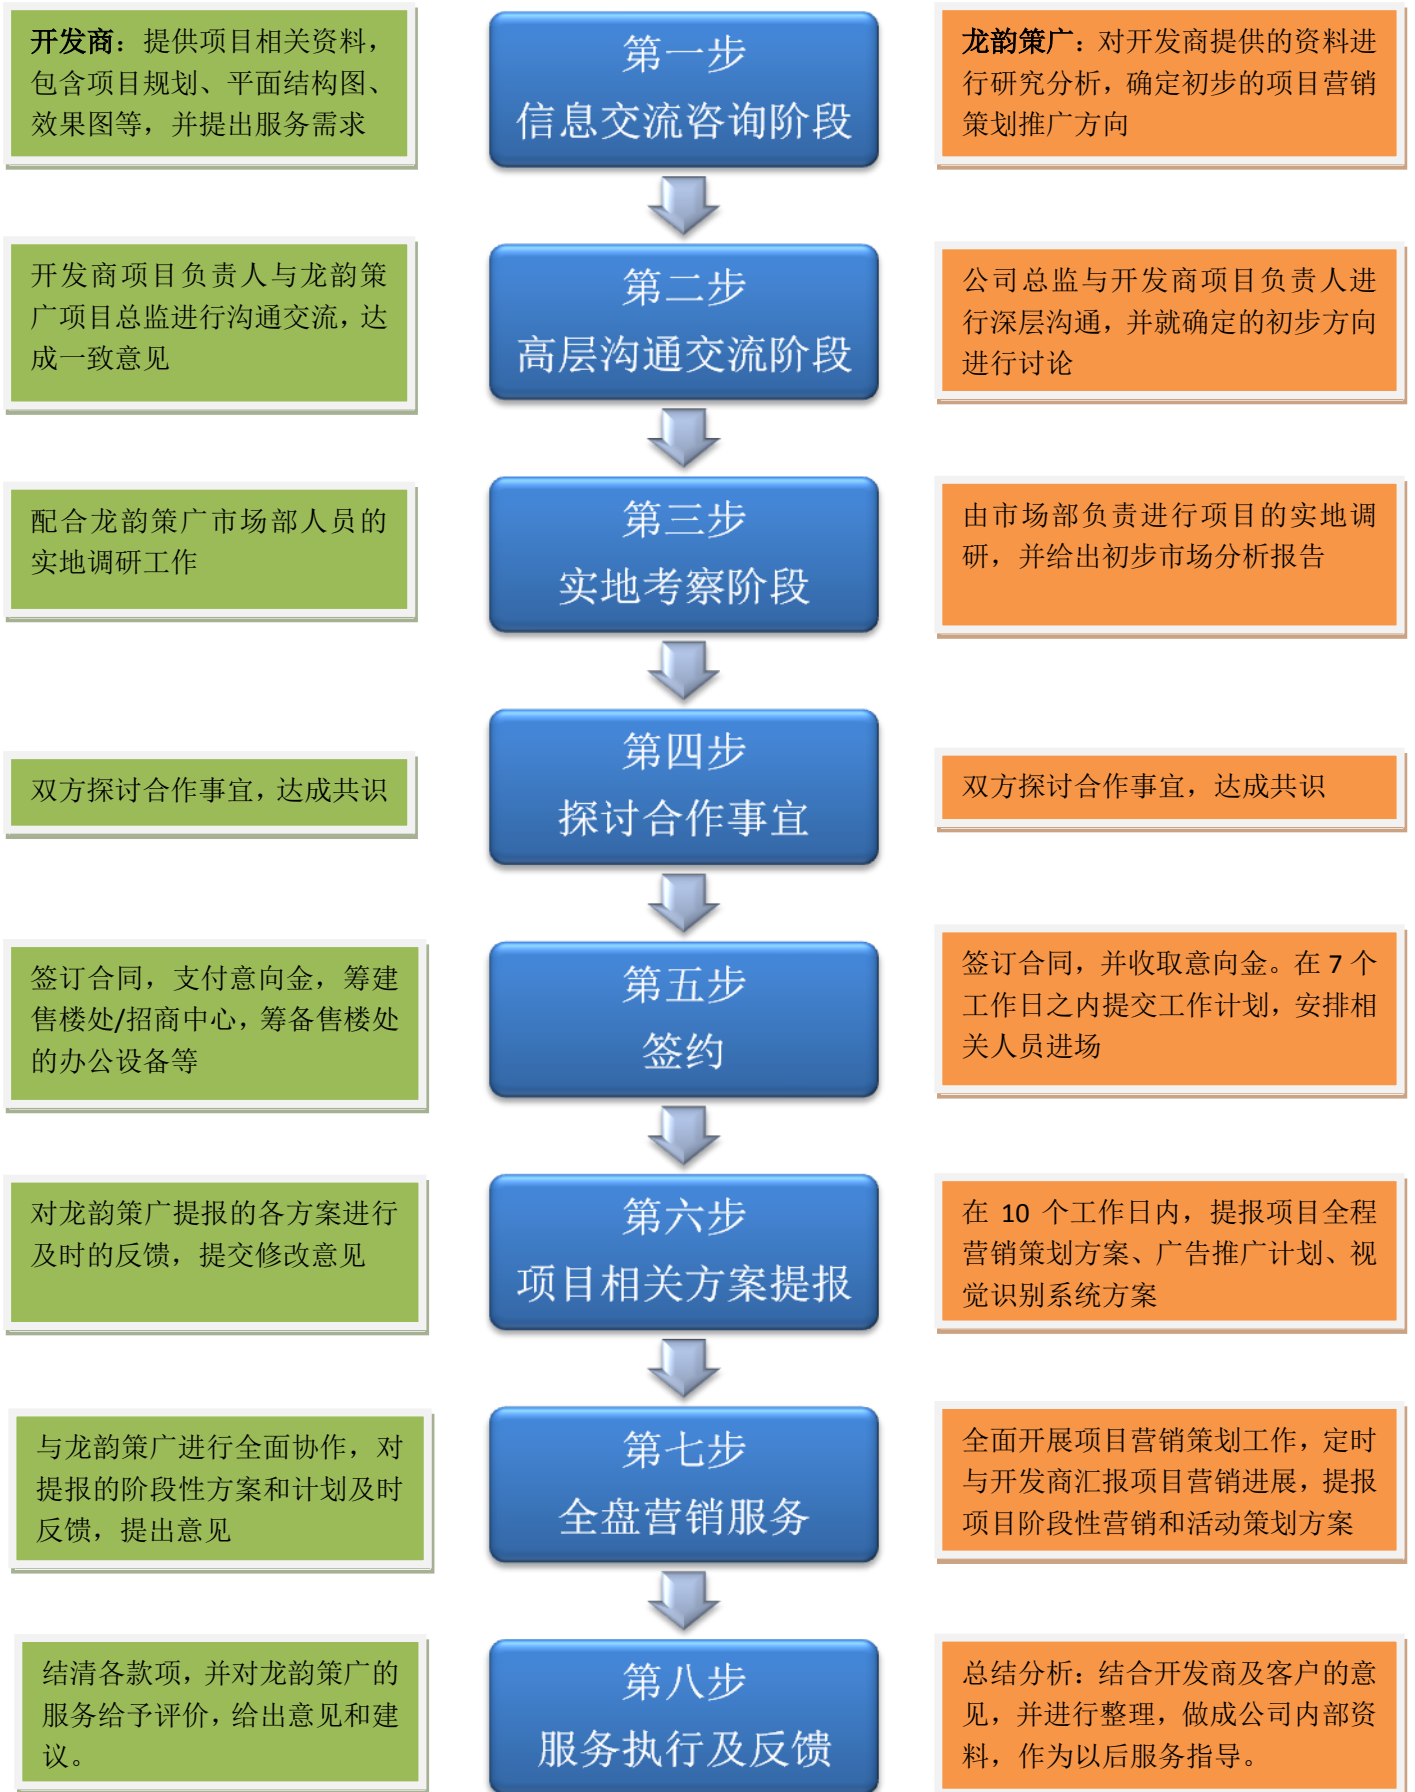 开发商：提供项目相关资料，
包含项目规划、平面结构图、
效果图等，并提出服务需求
第一步
信息交流咨询阶段
龙韵策广：对开发商提供的资料进
行研究分析，确定初步的项目营销
策划推广方向
开发商项目负责人与龙韵策
广项目总监进行沟通交流，达
成一致意见
第二步
高层沟通交流阶段
公司总监与开发商项目负责人进
行深层沟通，并就确定的初步方向
进行讨论
配合龙韵策广市场部人员的
实地调研工作
第三步
实地考察阶段
由市场部负责进行项目的实地调
研，并给出初步市场分析报告
双方探讨合作事宜，达成共识
第四步
探讨合作事宜
双方探讨合作事宜，达成共识
签订合同，支付意向金，筹建
售楼处/招商中心，筹备售楼处
的办公设备等
第五步
签约
签订合同，并收取意向金。在 7 个
工作日之内提交工作计划，安排相
关人员进场
对龙韵策广提报的各方案进行
及时的反馈，提交修改意见
第六步
项目相关方案提报
在 10 个工作日内，提报项目全程
营销策划方案、广告推广计划、视
觉识别系统方案
与龙韵策广进行全面协作，对
提报的阶段性方案和计划及时
反馈，提出意见
第七步
全盘营销服务
全面开展项目营销策划工作，定时
与开发商汇报项目营销进展，提报
项目阶段性营销和活动策划方案
结清各款项，并对龙韵策广的
服务给予评价，给出意见和建
议。
第八步
服务执行及反馈
总结分析：结合开发商及客户的意
见，并进行整理，做成公司内部资
料，作为以后服务指导。